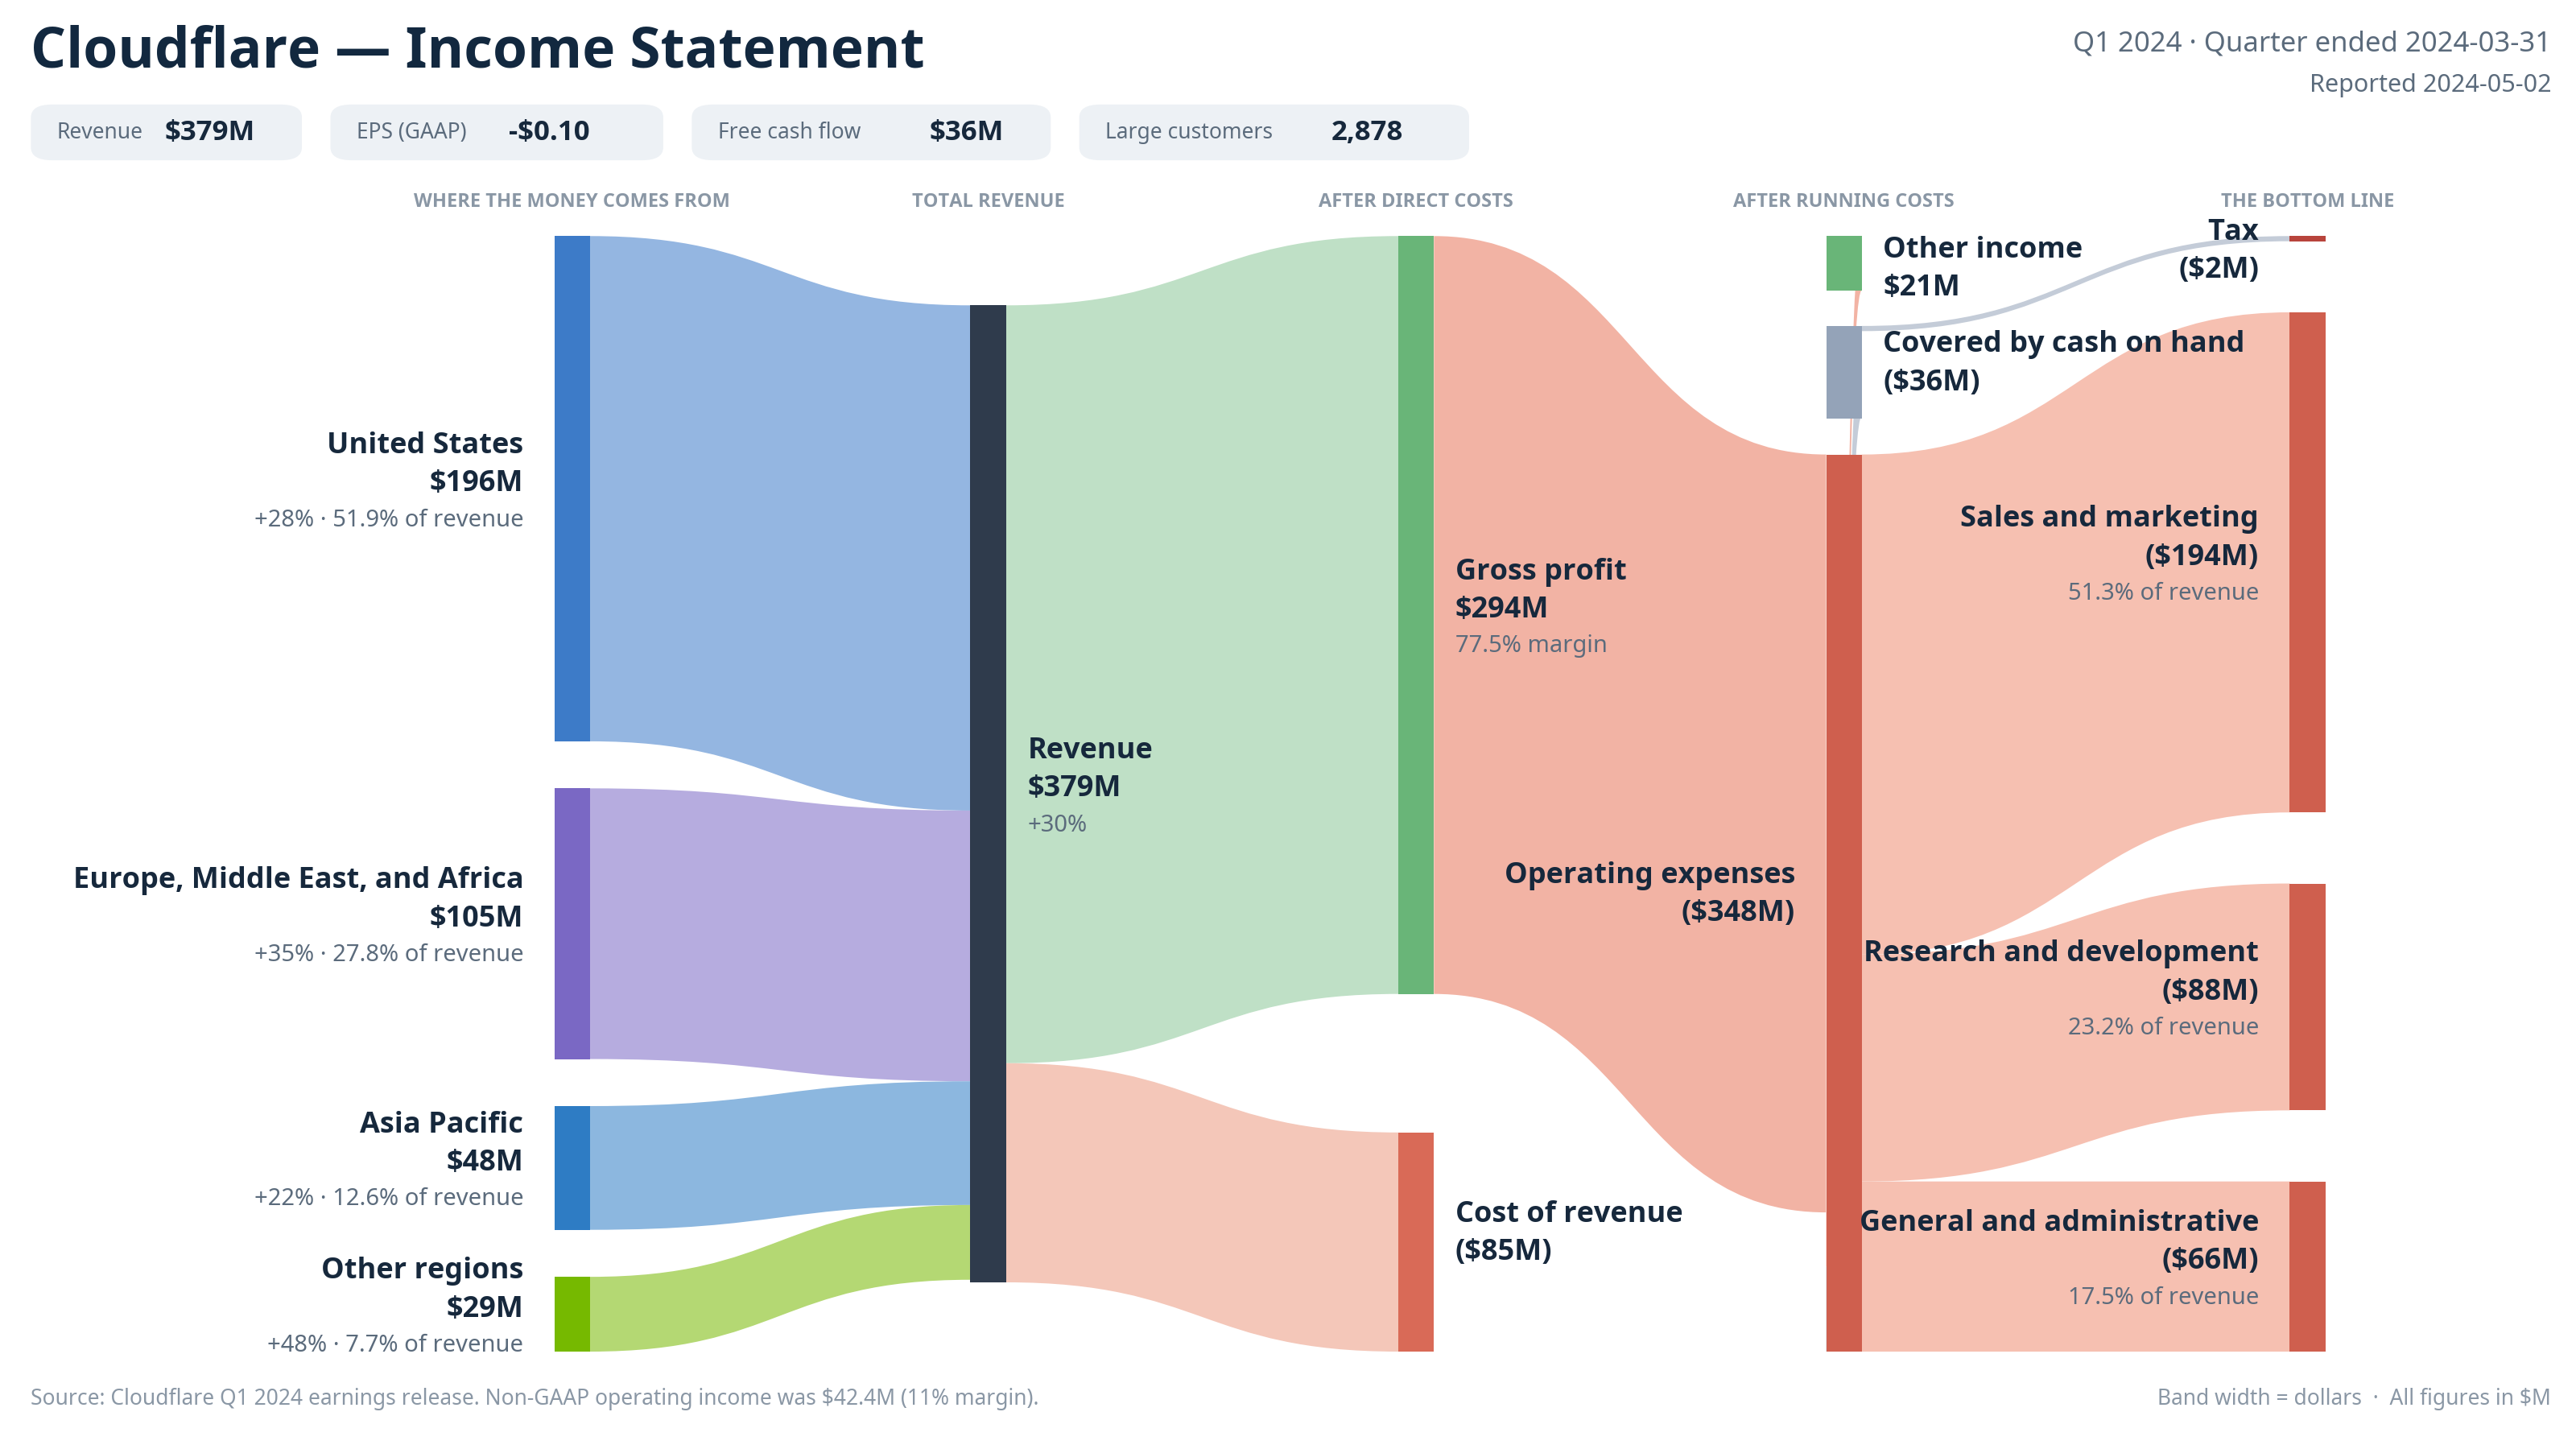 Cloudflare — Income Statement
Q1 2024 · Quarter ended 2024-03-31
Reported 2024-05-02
Revenue $379M
EPS (GAAP) -$0.10
Free cash flow $36M
Large customers 2,878
WHERE THE MONEY COMES FROM
TOTAL REVENUE
AFTER DIRECT COSTS
AFTER RUNNING COSTS
THE BOTTOM LINE
United States
$196M
+28% · 51.9% of revenue
Europe, Middle East, and Africa
$105M
+35% · 27.8% of revenue
Asia Pacific
$48M
+22% · 12.6% of revenue
Other regions
$29M
+48% · 7.7% of revenue
Revenue
$379M
+30%
Gross profit
$294M
77.5% margin
Cost of revenue
($85M)
Other income
$21M
Covered by cash on hand
($36M)
Operating expenses
($348M)
Tax
($2M)
Sales and marketing
($194M)
51.3% of revenue
Research and development
($88M)
23.2% of revenue
General and administrative
($66M)
17.5% of revenue
Source: Cloudflare Q1 2024 earnings release. Non-GAAP operating income was $42.4M (11% margin).
Band width = dollars · All figures in $M